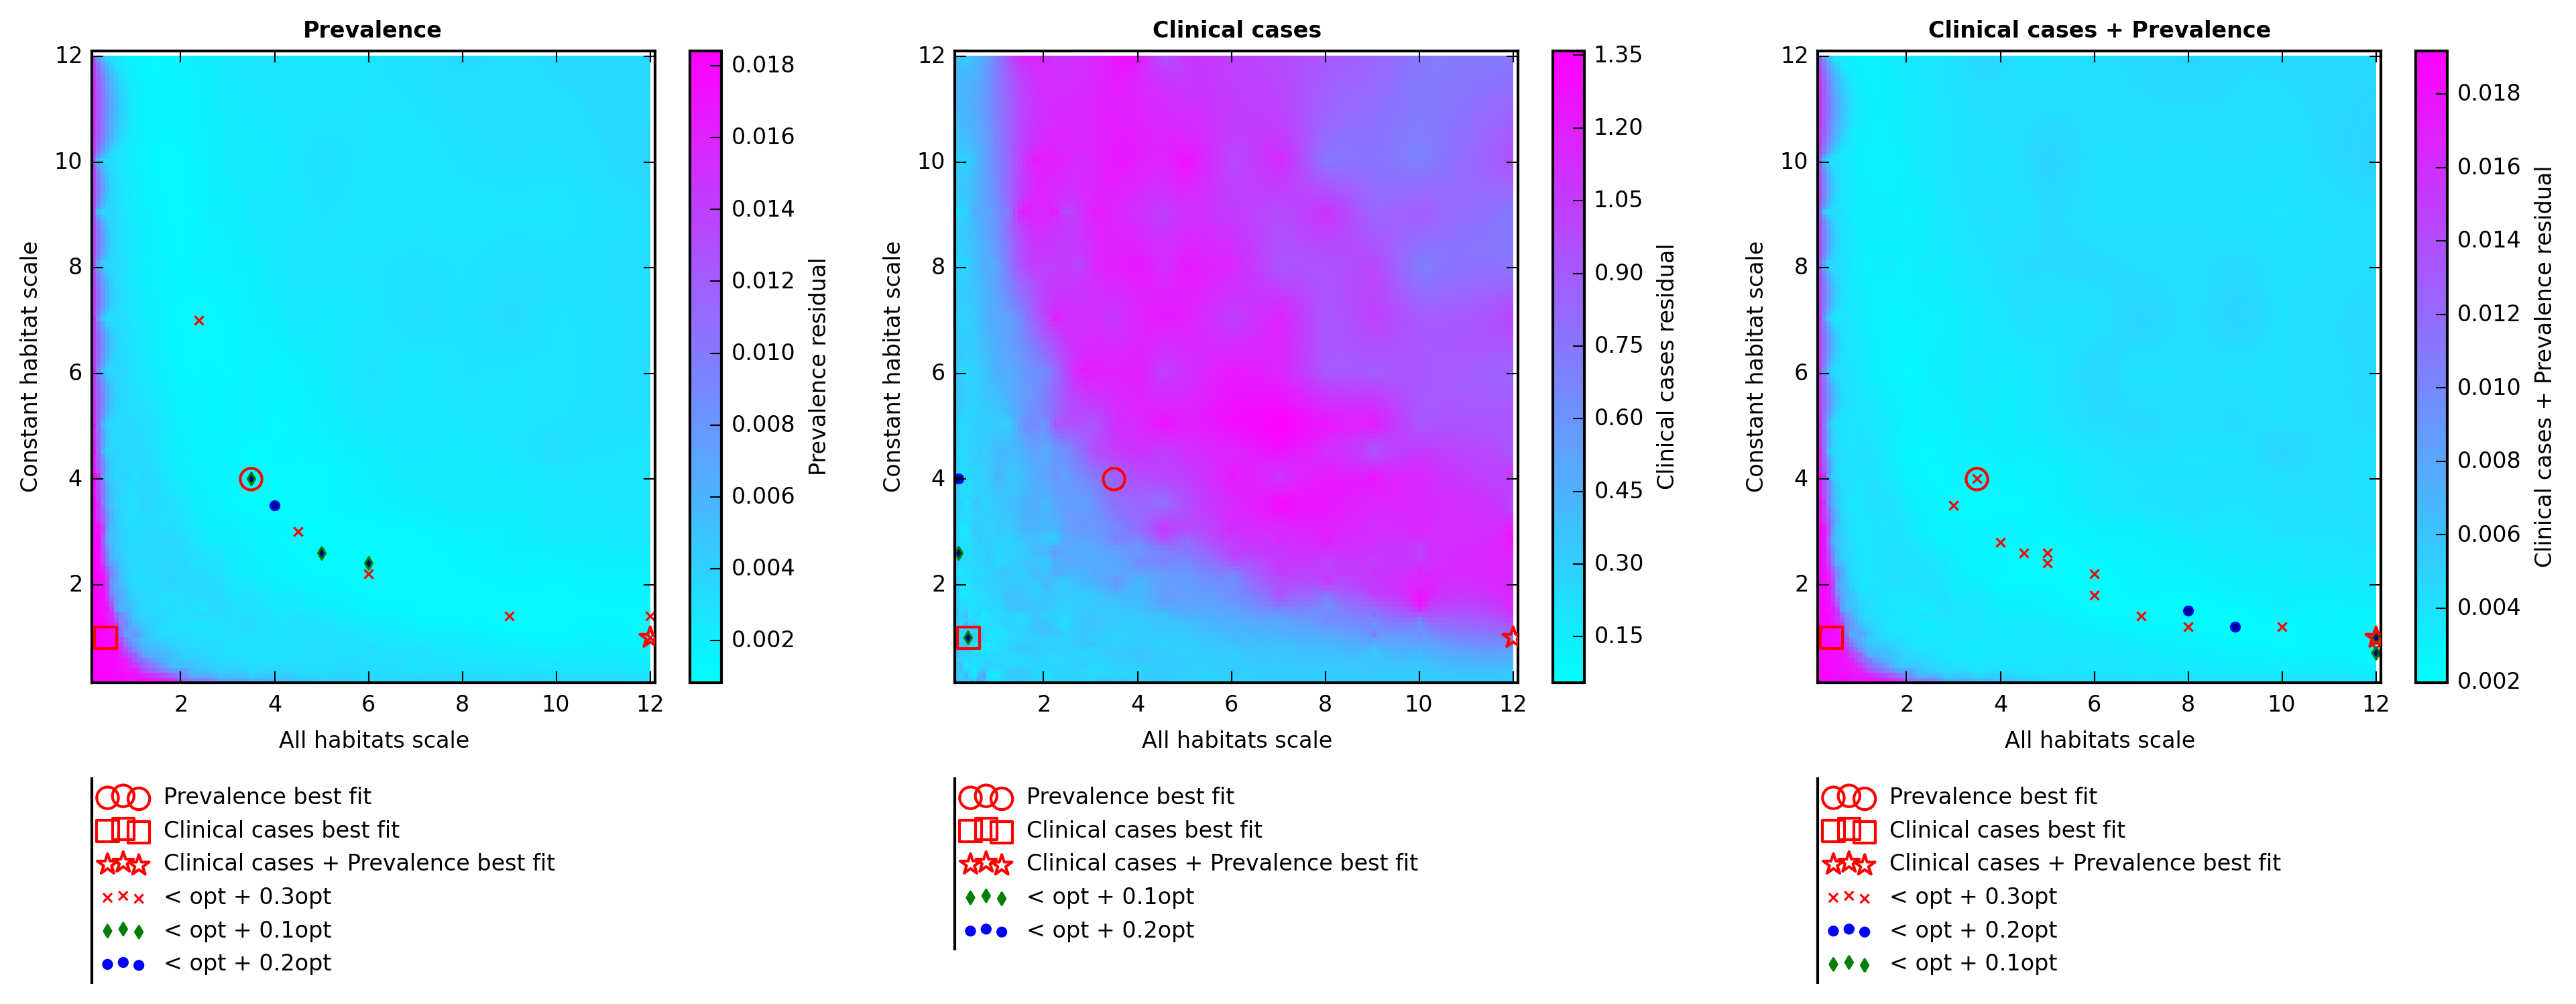 Prevalence
12
10
8
6
4
2
2 4 6 8 10 12
Constant habitat scale
All habitats scale
0.018
0.016
0.014
0.012
0.010
0.008
0.006
0.004
0.002
Prevalence residual
Prevalence best fit
Clinical cases best fit
Clinical cases + Prevalence best fit
< opt + 0.3opt
< opt + 0.1opt
< opt + 0.2opt
Clinical cases
12
10
8
6
4
2
2 4 6 8 10 12
Constant habitat scale
All habitats scale
1.35
1.20
1.05
0.90
0.75
0.60
0.45
0.30
0.15
Clinical cases residual
Prevalence best fit
Clinical cases best fit
Clinical cases + Prevalence best fit
< opt + 0.1opt
< opt + 0.2opt
Clinical cases + Prevalence
12
10
8
6
4
2
2 4 6 8 10 12
Constant habitat scale
All habitats scale
0.018
0.016
0.014
0.012
0.010
0.008
0.006
0.004
0.002
Clinical cases + Prevalence residual
Prevalence best fit
Clinical cases best fit
Clinical cases + Prevalence best fit
< opt + 0.3opt
< opt + 0.2opt
< opt + 0.1opt